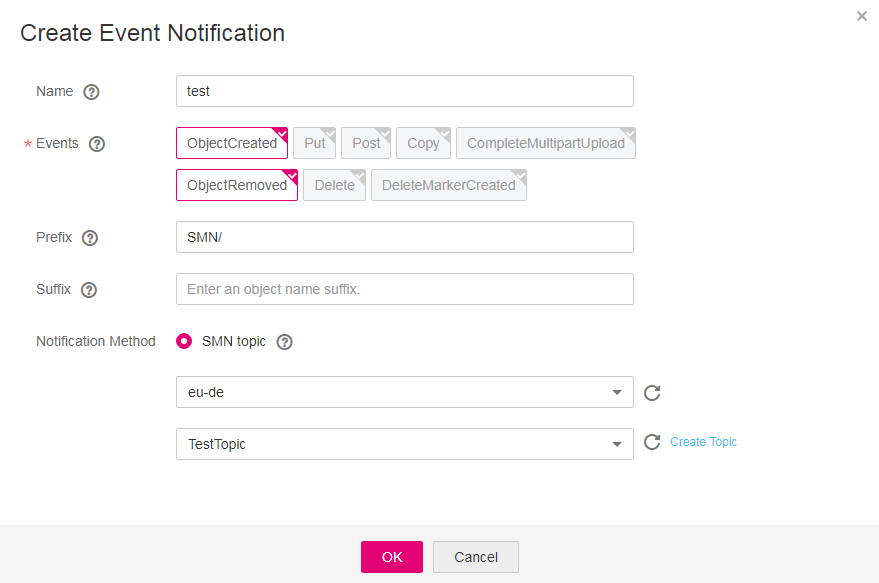 Create Event Notification
Name ? test
* Events ? ObjectCreated Put Post Copy CompleteMultipartUpload
ObjectRemoved Delete DeleteMarkerCreated
Prefix ? SMN/
Suffix ? Enter an object name suffix.
Notification Method SMN topic ?
eu-de
TestTopic Create Topic
OK Cancel